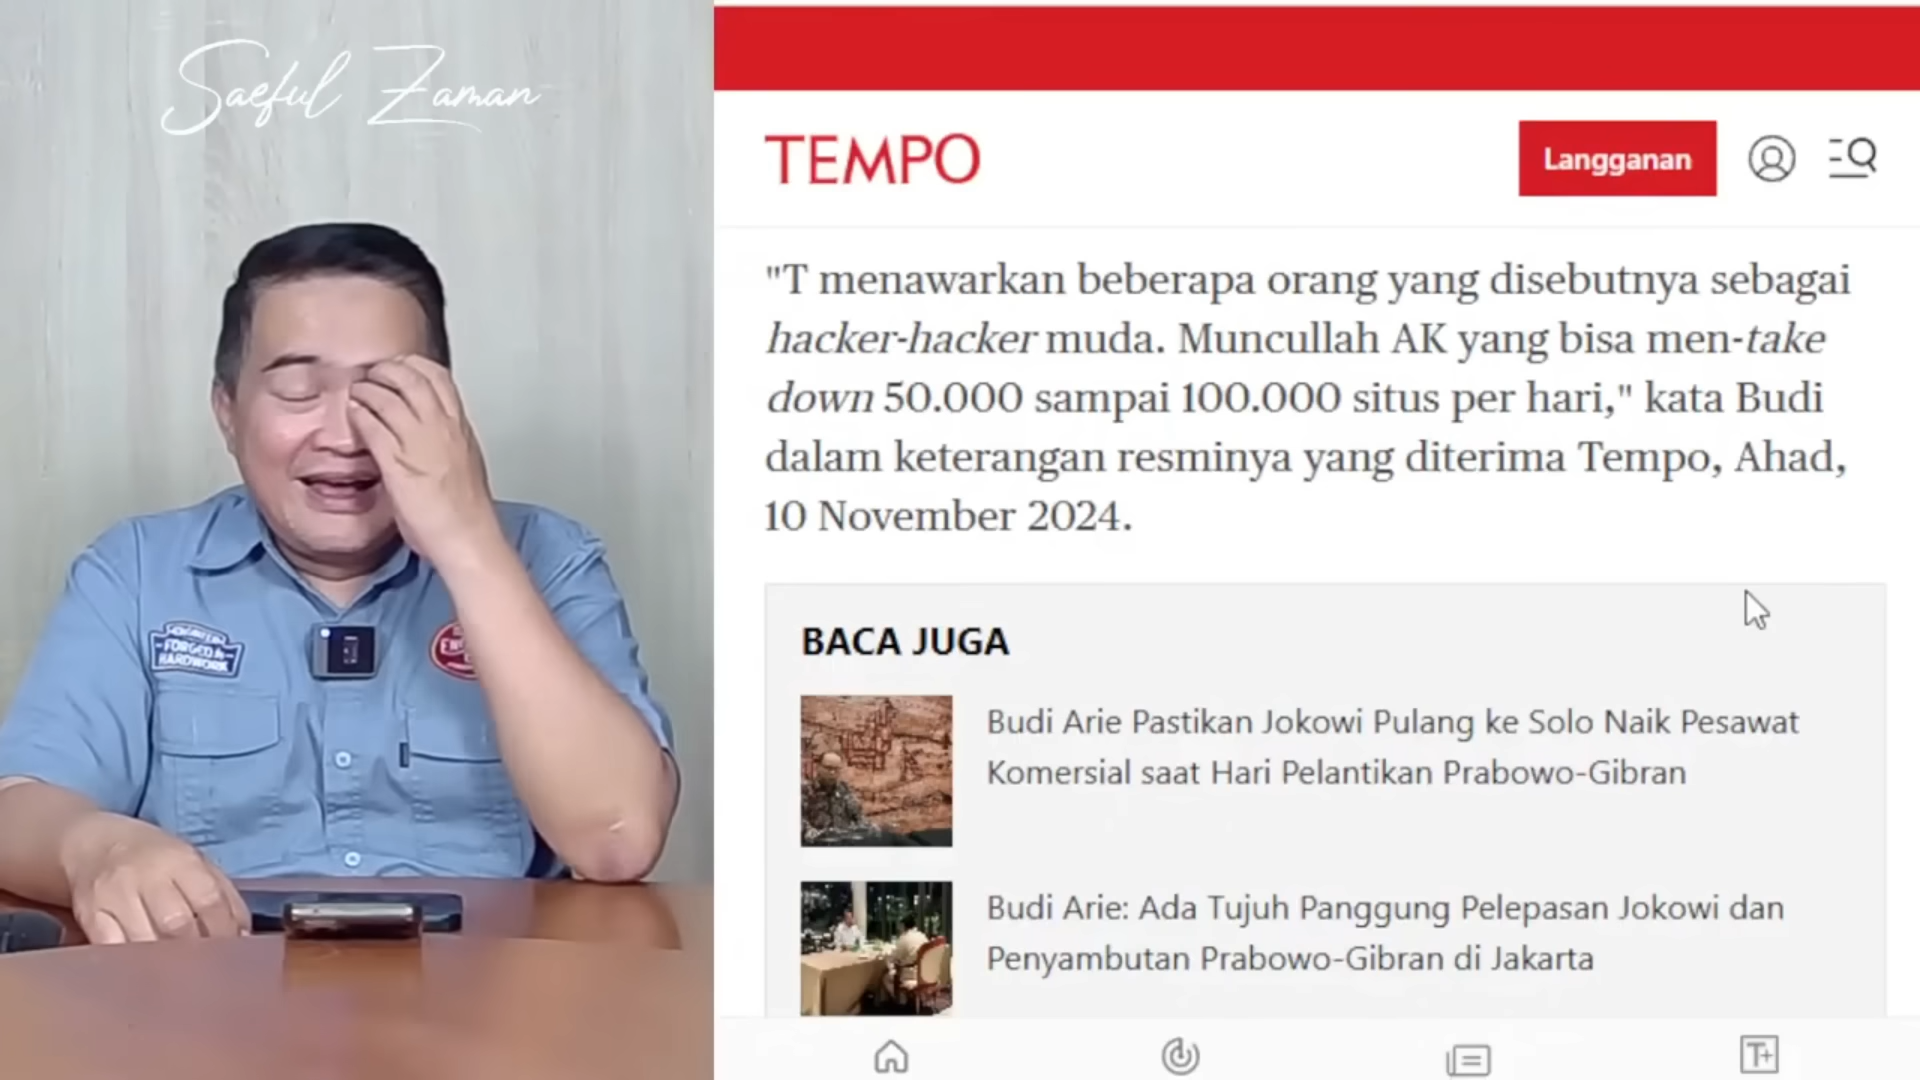 Saeful Zaman
FORGED in
HARDWORK
TEMPO
Langganan
"T menawarkan beberapa orang yang disebutnya sebagai
hacker-hacker muda. Muncullah AK yang bisa men-take
down 50.000 sampai 100.000 situs per hari," kata Budi
dalam keterangan resminya yang diterima Tempo, Ahad,
10 November 2024.
BACA JUGA
Budi Arie Pastikan Jokowi Pulang ke Solo Naik Pesawat
Komersial saat Hari Pelantikan Prabowo-Gibran
Budi Arie: Ada Tujuh Panggung Pelepasan Jokowi dan
Penyambutan Prabowo-Gibran di Jakarta